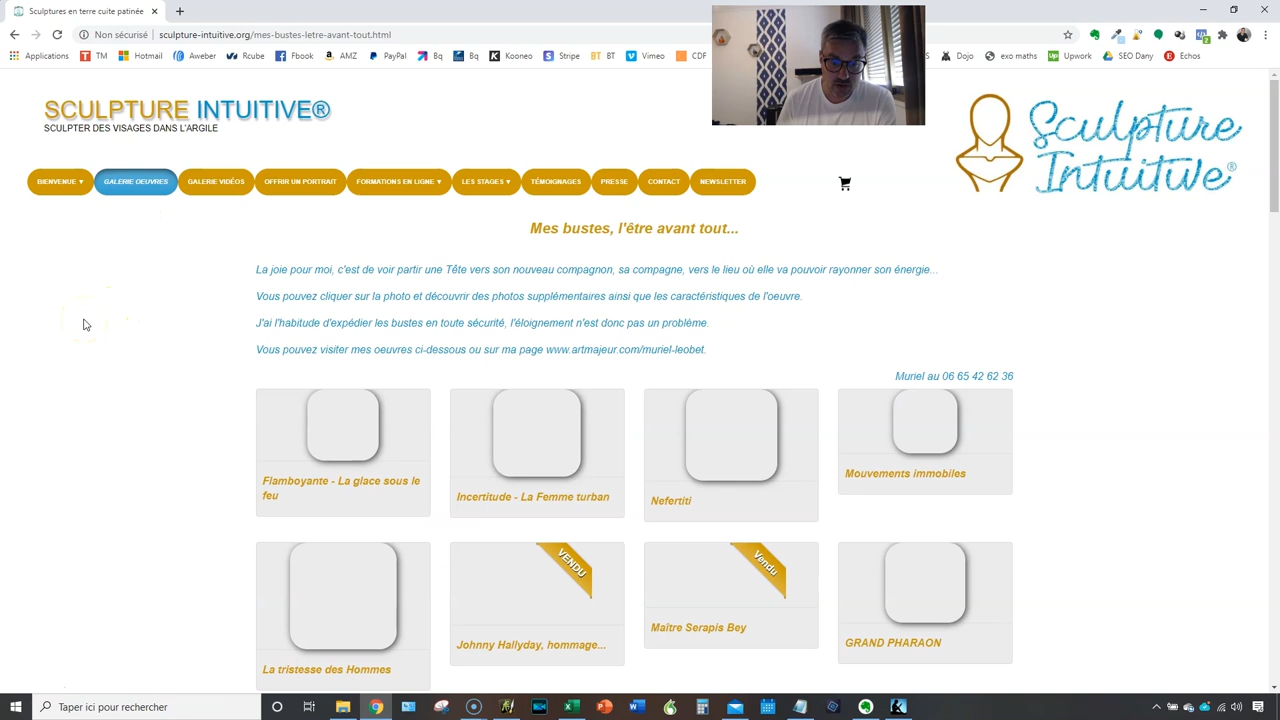 Sculptures en terre cuite patinée
Non sécurisé | sculpture-intuitive.org/mes-bustes-letre-avant-tout.html
Applications TM Hotmail Aweber Rcube Fbook AMZ PayPal Bq Bq Kooneo Stripe BT Vimeo CDF Dojo exo maths Upwork SEO Dany Echos
SCULPTURE INTUITIVE®
SCULPTER DES VISAGES DANS L'ARGILE
Sculpture
Intuitive®
BIENVENUE ▼ GALERIE OEUVRES GALERIE VIDÉOS OFFRIR UN PORTRAIT FORMATIONS EN LIGNE ▼ LES STAGES ▼ TÉMOIGNAGES PRESSE CONTACT NEWSLETTER
Mes bustes, l'être avant tout...
La joie pour moi, c'est de voir partir une Tête vers son nouveau compagnon, sa compagne, vers le lieu où elle va pouvoir rayonner son énergie...
Vous pouvez cliquer sur la photo et découvrir des photos supplémentaires ainsi que les caractéristiques de l'oeuvre.
J'ai l'habitude d'expédier les bustes en toute sécurité, l'éloignement n'est donc pas un problème.
Vous pouvez visiter mes oeuvres ci-dessous ou sur ma page www.artmajeur.com/muriel-leobet.
Muriel au 06 65 42 62 36
Flamboyante - La glace sous le
feu
Incertitude - La Femme turban
Nefertiti
Mouvements immobiles
VENDU
Vendu
La tristesse des Hommes
Johnny Hallyday, hommage...
Maître Serapis Bey
GRAND PHARAON
Taper ici pour rechercher